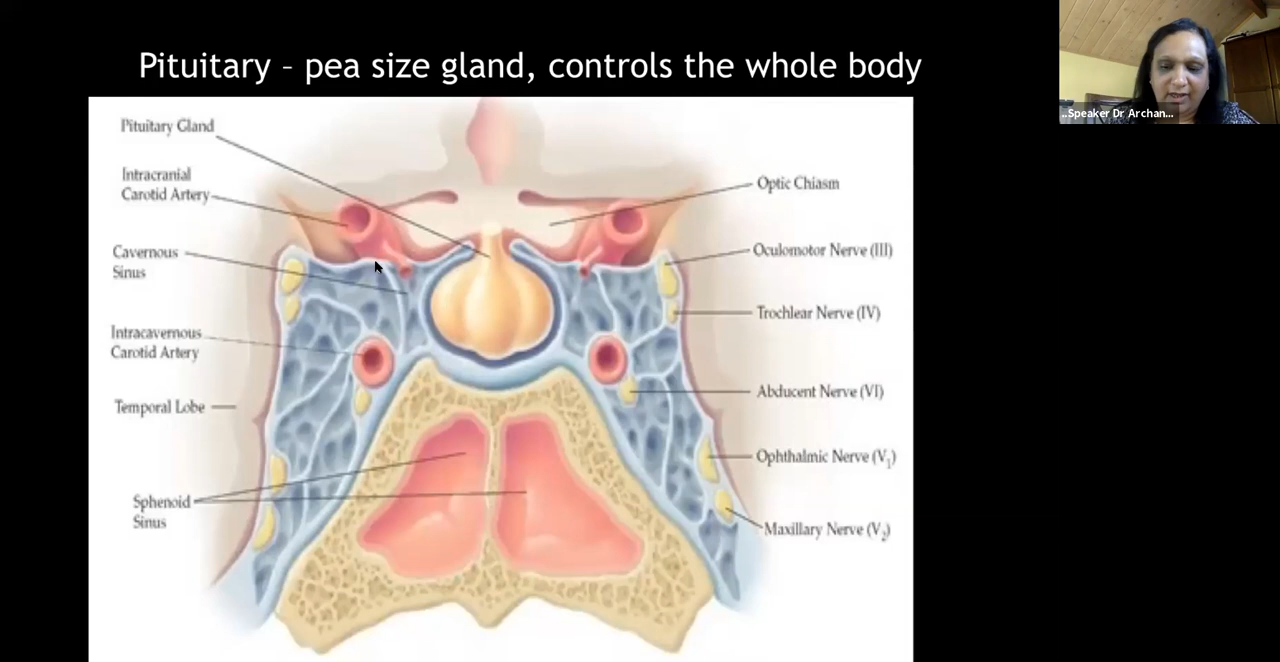 Pituitary – pea size gland, controls the whole body
..Speaker Dr Archan...
Pituitary Gland
Intracranial
Carotid Artery
Cavernous
Sinus
Intracavernous
Carotid Artery
Temporal Lobe
Sphenoid
Sinus
Optic Chiasm
Oculomotor Nerve (III)
Trochlear Nerve (IV)
Abducent Nerve (VI)
Ophthalmic Nerve (V₁)
Maxillary Nerve (V₂)